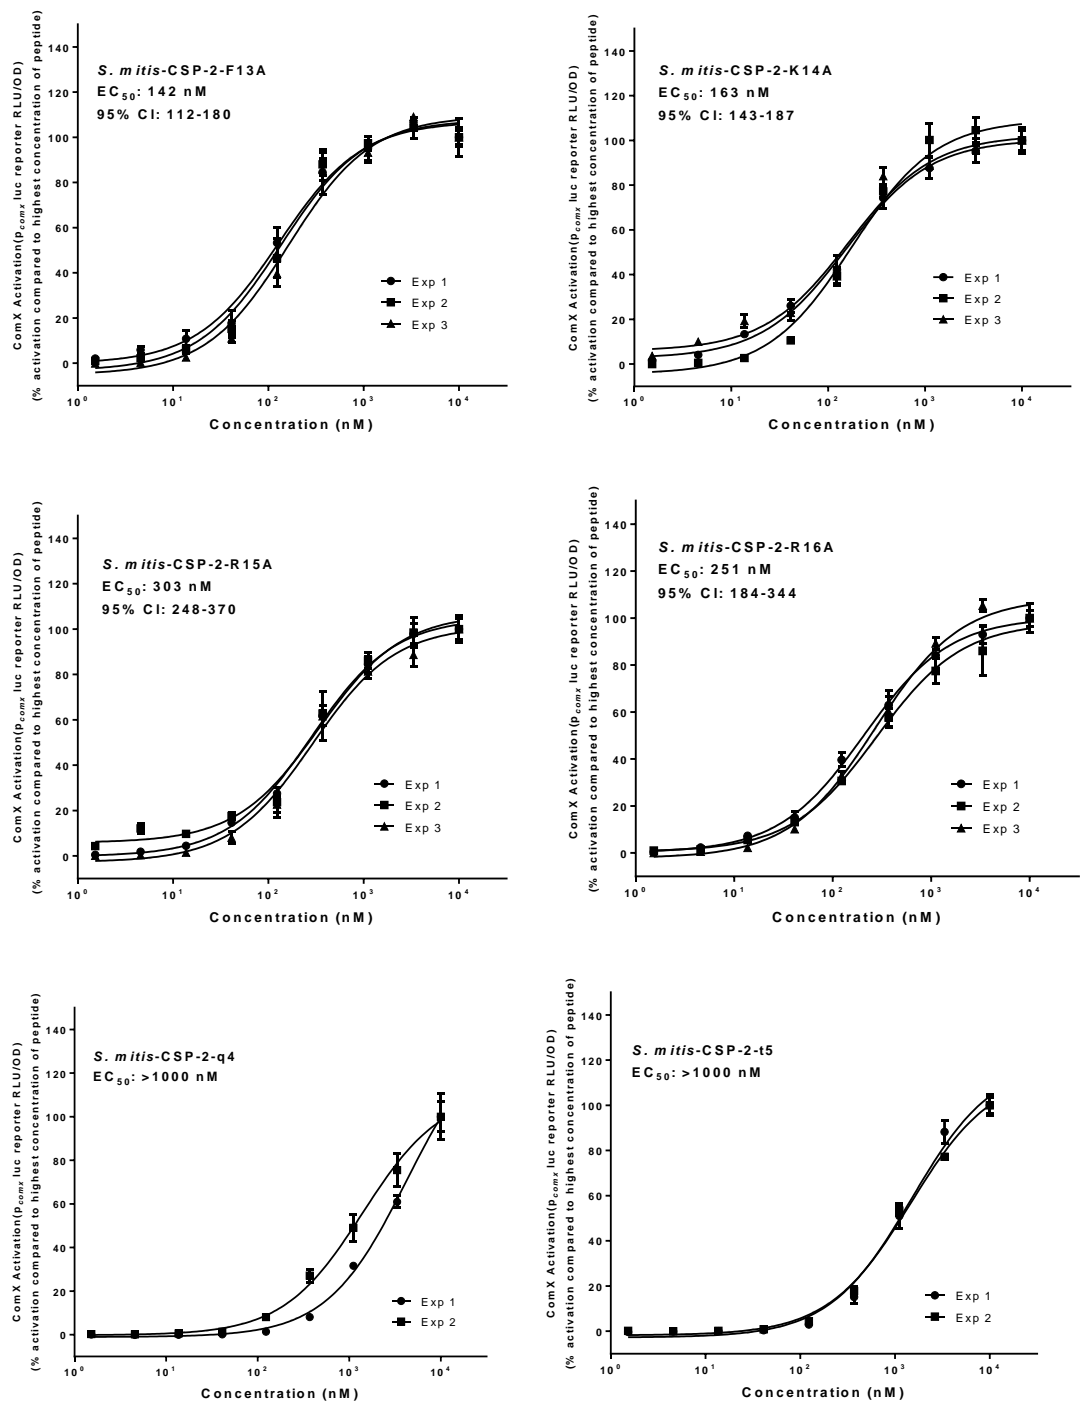 ComX Activation(pcomx luc reporter RLU/OD)
(% activation compared to highest concentration of peptide)
140
120
100
80
60
40
20
0
S. mitis-CSP-2-F13A
EC50: 142 nM
95% CI: 112-180
Exp 1
Exp 2
Exp 3
10^0
10^1
10^2
10^3
10^4
Concentration (nM)
ComX Activation(pcomx luc reporter RLU/OD)
(% activation compared to highest concentration of peptide)
140
120
100
80
60
40
20
0
S. mitis-CSP-2-K14A
EC50: 163 nM
95% CI: 143-187
Exp 1
Exp 2
Exp 3
10^0
10^1
10^2
10^3
10^4
Concentration (nM)
ComX Activation(pcomx luc reporter RLU/OD)
(% activation compared to highest concentration of peptide)
140
120
100
80
60
40
20
0
S. mitis-CSP-2-R15A
EC50: 303 nM
95% CI: 248-370
Exp 1
Exp 2
Exp 3
10^0
10^1
10^2
10^3
10^4
Concentration (nM)
ComX Activation(pcomx luc reporter RLU/OD)
(% activation compared to highest concentration of peptide)
140
120
100
80
60
40
20
0
S. mitis-CSP-2-R16A
EC50: 251 nM
95% CI: 184-344
Exp 1
Exp 2
Exp 3
10^0
10^1
10^2
10^3
10^4
Concentration (nM)
ComX Activation(pcomx luc reporter RLU/OD)
(% activation compared to highest concentration of peptide)
140
120
100
80
60
40
20
0
S. mitis-CSP-2-q4
EC50: >1000 nM
Exp 1
Exp 2
10^0
10^1
10^2
10^3
10^4
Concentration (nM)
ComX Activation(pcomx luc reporter RLU/OD)
(% activation compared to highest concentration of peptide)
140
120
100
80
60
40
20
0
S. mitis-CSP-2-t5
EC50: >1000 nM
Exp 1
Exp 2
10^0
10^1
10^2
10^3
10^4
Concentration (nM)